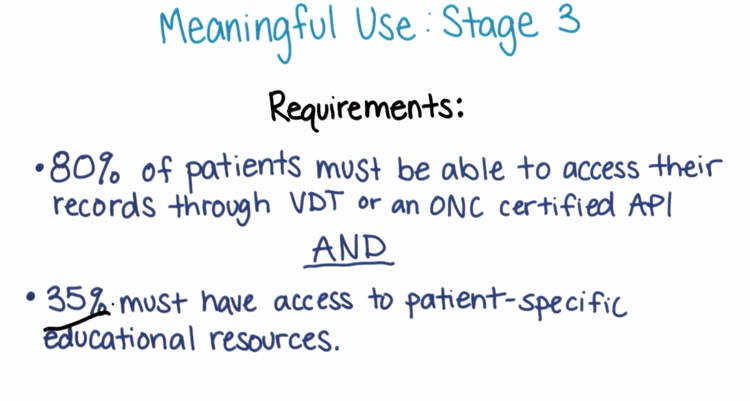 Meaningful Use: Stage 3
Requirements:
• 80% of patients must be able to access their
records through VDT or an ONC certified API
AND
• 35% must have access to patient-specific
educational resources.